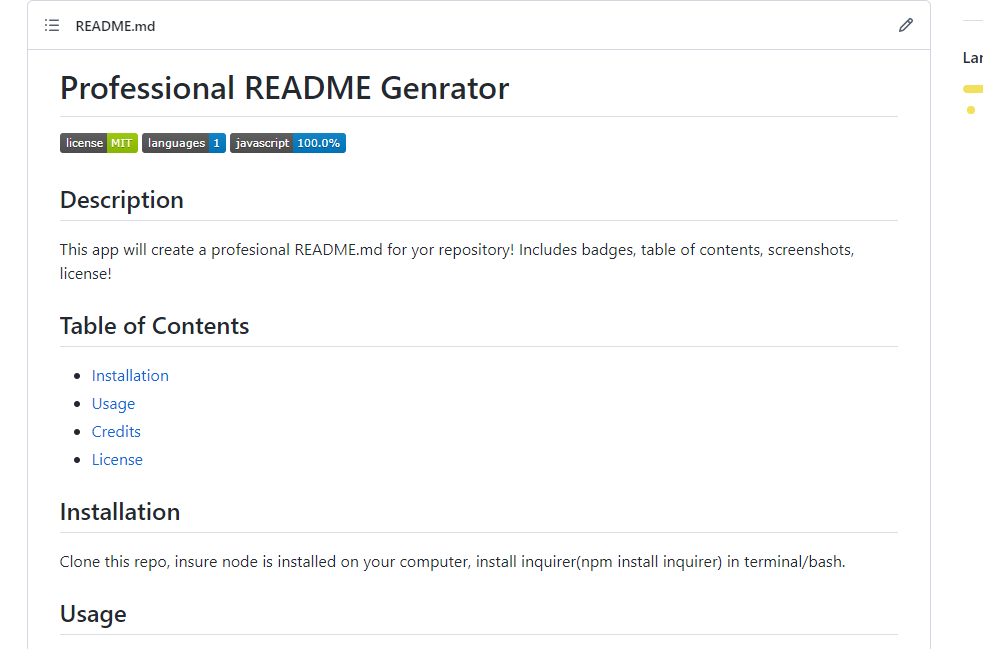 README.md
Professional README Genrator
license MIT languages 1 javascript 100.0%
Description
This app will create a profesional README.md for yor repository! Includes badges, table of contents, screenshots,
license!
Table of Contents
Installation
Usage
Credits
License
Installation
Clone this repo, insure node is installed on your computer, install inquirer(npm install inquirer) in terminal/bash.
Usage